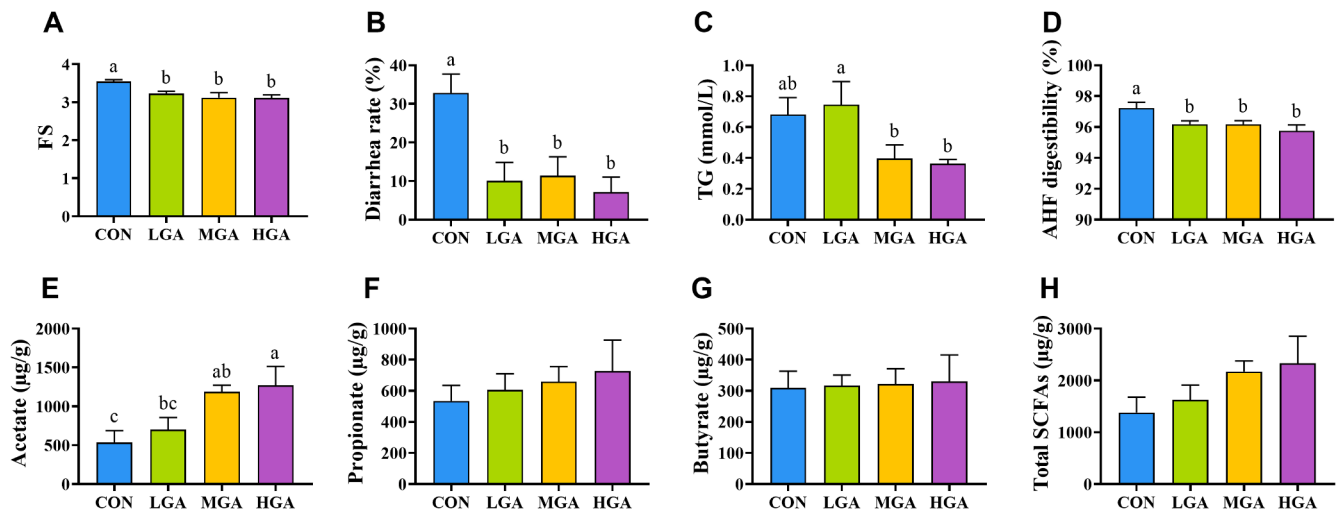 A
FS
4
3
2
1
0
a
b
b
b
CON LGA MGA HGA
B
Diarrhea rate (%)
40
30
20
10
0
a
b
b
b
CON LGA MGA HGA
C
TG (mmol/L)
1.0
0.8
0.6
0.4
0.2
0.0
ab
a
b
b
CON LGA MGA HGA
D
AHF digestibility (%)
100
98
96
94
92
90
a
b
b
b
CON LGA MGA HGA
E
Acetate (µg/g)
2000
1500
1000
500
0
c
bc
ab
a
CON LGA MGA HGA
F
Propionate (µg/g)
1000
800
600
400
200
0
CON LGA MGA HGA
G
Butyrate (µg/g)
500
400
300
200
100
0
CON LGA MGA HGA
H
Total SCFAs (µg/g)
3000
2000
1000
0
CON LGA MGA HGA